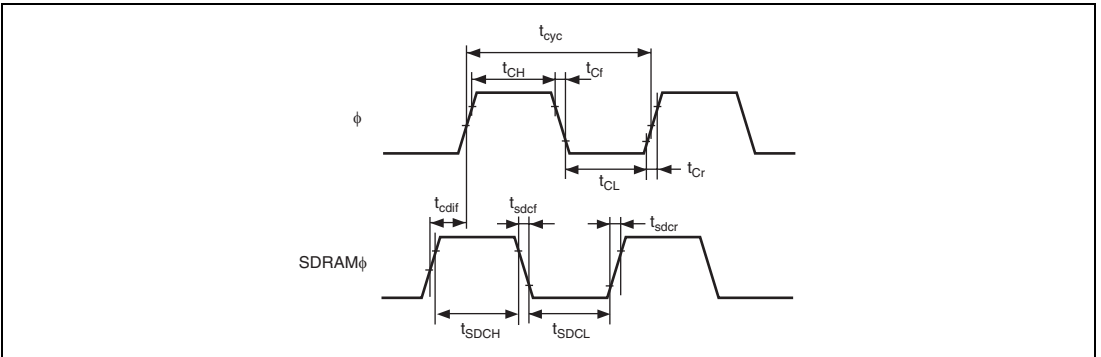 tcyc
tCH
tCf
ϕ
tCL
tCr
tcdif
tsdcf
tsdcr
SDRAMϕ
tSDCH
tSDCL